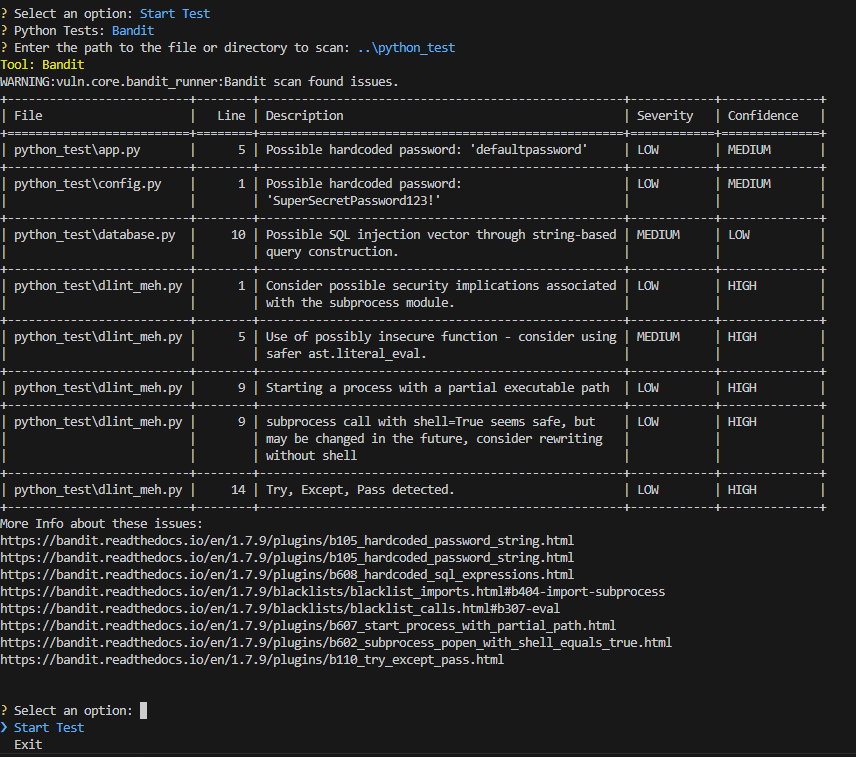 ? Select an option: Start Test
? Python Tests: Bandit
? Enter the path to the file or directory to scan: ..\python_test
Tool: Bandit
WARNING:vuln.core.bandit_runner:Bandit scan found issues.
| File | Line | Description | Severity | Confidence |
| python_test\app.py | 5 | Possible hardcoded password: 'defaultpassword' | LOW | MEDIUM |
| python_test\config.py | 1 | Possible hardcoded password: | LOW | MEDIUM |
| | | 'SuperSecretPassword123!' | | |
| python_test\database.py | 10 | Possible SQL injection vector through string-based | MEDIUM | LOW |
| | | query construction. | | |
| python_test\dlint_meh.py | 1 | Consider possible security implications associated | LOW | HIGH |
| | | with the subprocess module. | | |
| python_test\dlint_meh.py | 5 | Use of possibly insecure function - consider using | MEDIUM | HIGH |
| | | safer ast.literal_eval. | | |
| python_test\dlint_meh.py | 9 | Starting a process with a partial executable path | LOW | HIGH |
| python_test\dlint_meh.py | 9 | subprocess call with shell=True seems safe, but | LOW | HIGH |
| | | may be changed in the future, consider rewriting | | |
| | | without shell | | |
| python_test\dlint_meh.py | 14 | Try, Except, Pass detected. | LOW | HIGH |
More Info about these issues:
https://bandit.readthedocs.io/en/1.7.9/plugins/b105_hardcoded_password_string.html
https://bandit.readthedocs.io/en/1.7.9/plugins/b105_hardcoded_password_string.html
https://bandit.readthedocs.io/en/1.7.9/plugins/b608_hardcoded_sql_expressions.html
https://bandit.readthedocs.io/en/1.7.9/blacklists/blacklist_imports.html#b404-import-subprocess
https://bandit.readthedocs.io/en/1.7.9/blacklists/blacklist_calls.html#b307-eval
https://bandit.readthedocs.io/en/1.7.9/plugins/b607_start_process_with_partial_path.html
https://bandit.readthedocs.io/en/1.7.9/plugins/b602_subprocess_popen_with_shell_equals_true.html
https://bandit.readthedocs.io/en/1.7.9/plugins/b110_try_except_pass.html
? Select an option:
❯ Start Test
Exit